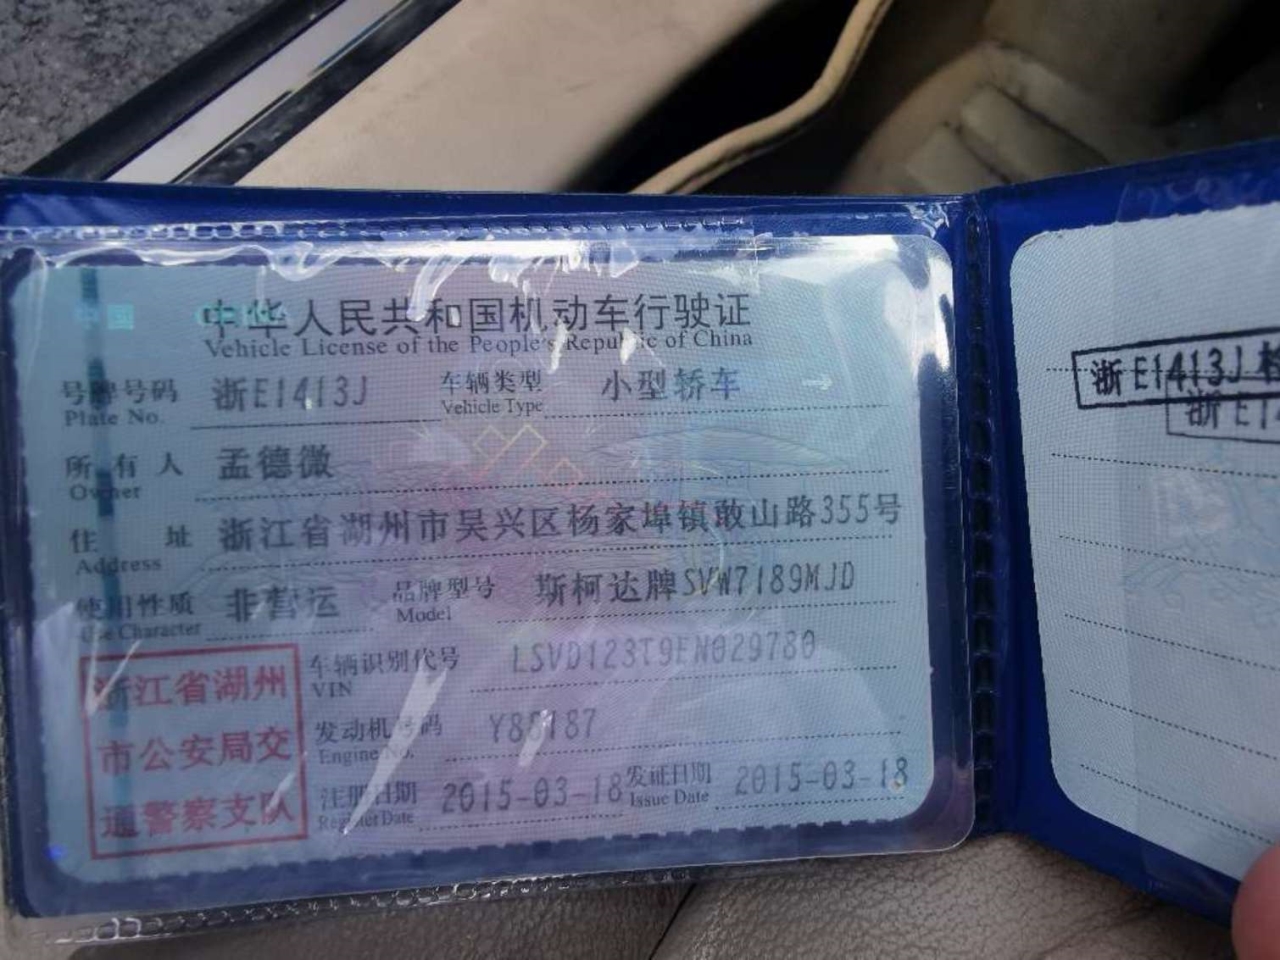 中华人民共和国机动车行驶证
Vehicle License of the People's Republic of China
号牌号码 浙E1413J 车辆类型 小型轿车
Plate No. Vehicle Type
所有人 孟德微
Owner
住址 浙江省湖州市吴兴区杨家埠镇敢山路355号
Address
使用性质 非营运 品牌型号 斯柯达牌SVW7189MJD
Use Character Model
浙江省湖州
市公安局交
通警察支队
车辆识别代号 LSVD123T9EN029780
VIN
发动机号码
Engine No.
注册日期 2015-03-18 发证日期 2015-03-18
Register Date Issue Date
浙E1413J
浙E14